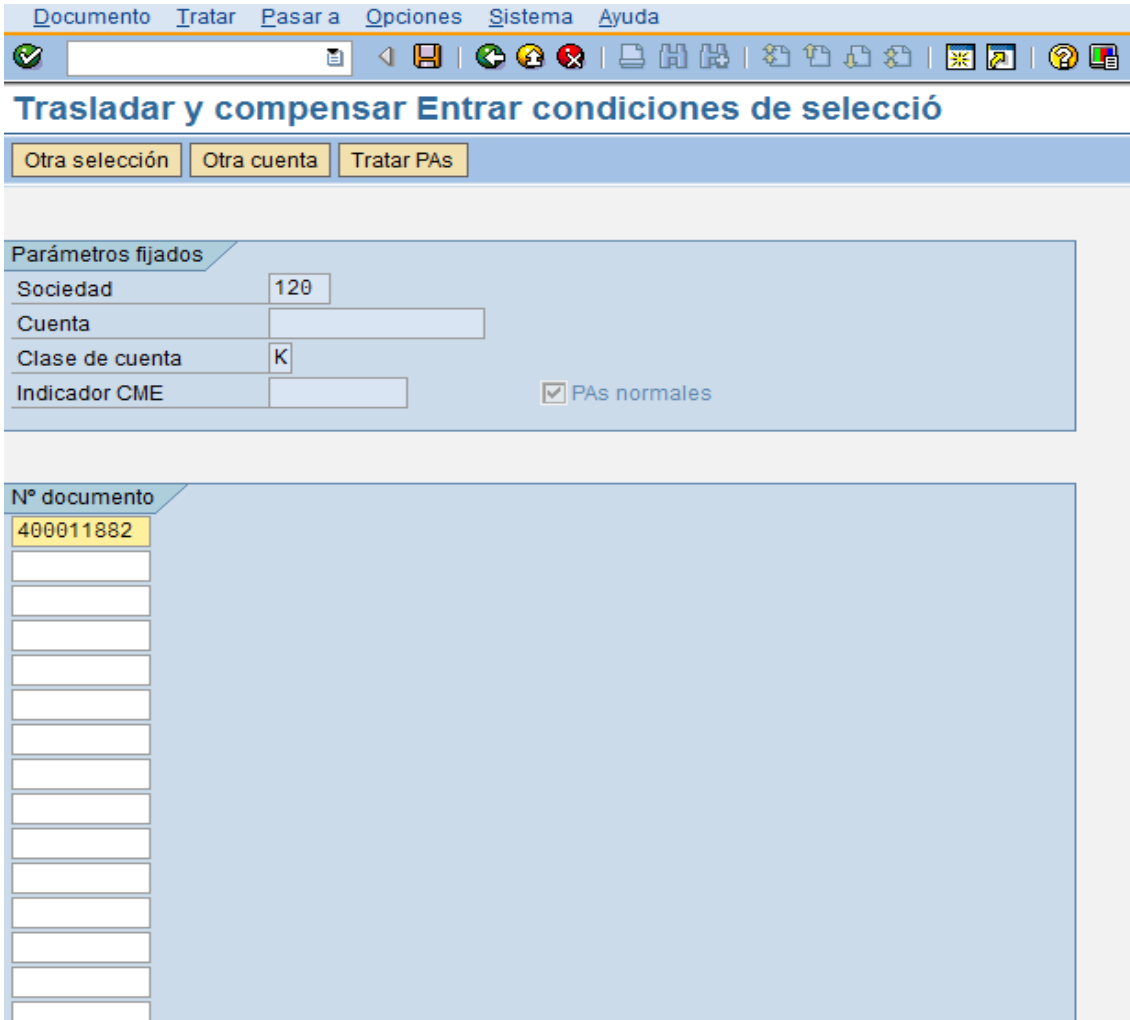 Documento Tratar Pasar a Opciones Sistema Ayuda
Trasladar y compensar Entrar condiciones de selecció
Otra selección Otra cuenta Tratar PAs
Parámetros fijados
Sociedad 120
Cuenta
Clase de cuenta K
Indicador CME PAs normales
Nº documento
400011882